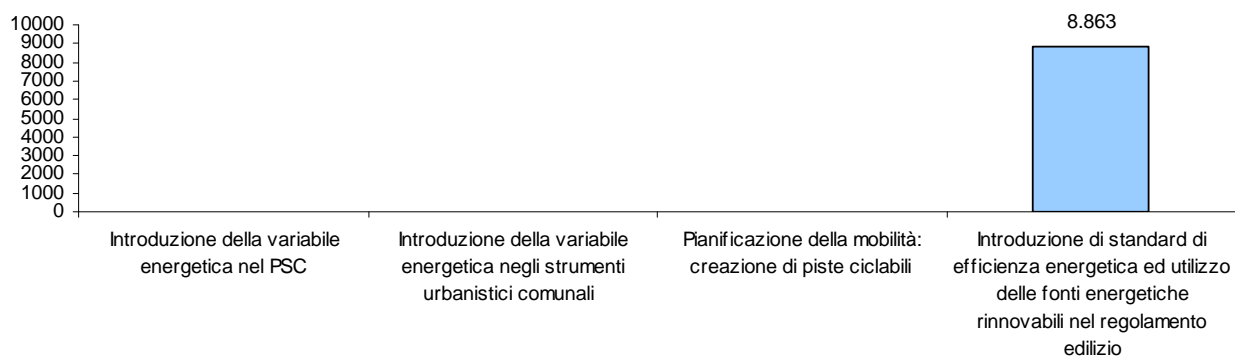 10000
9000
8000
7000
6000
5000
4000
3000
2000
1000
0
8.863
Introduzione della variabile
energetica nel PSC
Introduzione della variabile
energetica negli strumenti
urbanistici comunali
Pianificazione della mobilità:
creazione di piste ciclabili
Introduzione di standard di
efficienza energetica ed utilizzo
delle fonti energetiche
rinnovabili nel regolamento
edilizio